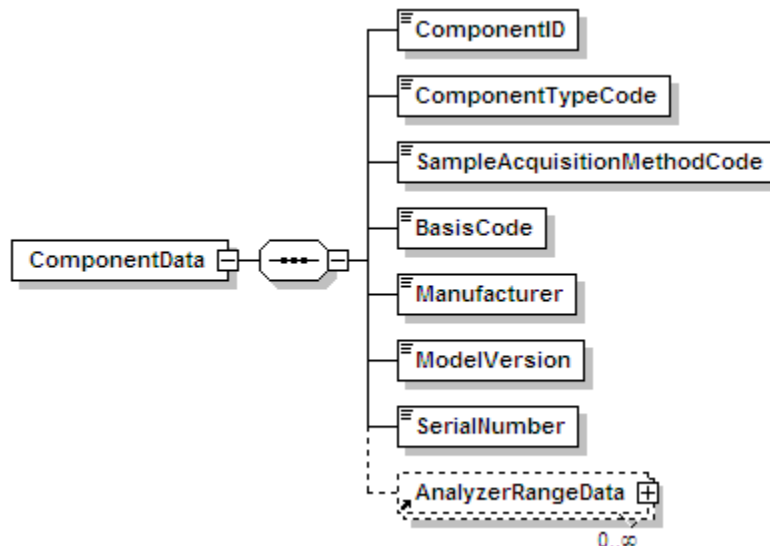 ComponentID
ComponentTypeCode
SampleAcquisitionMethodCode
BasisCode
ComponentData
Manufacturer
ModelVersion
SerialNumber
AnalyzerRangeData
0..∞